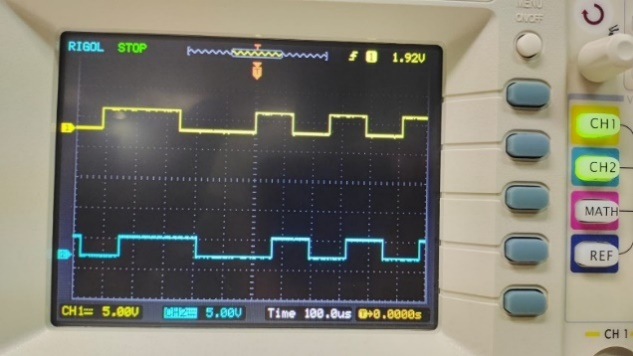 MENU
ON/OFF
RIGOL STOP
T
1 1.92V
CH1
CH2
MATH
REF
CH1= 5.00V CH2= 5.00V Time 100.0us T→0.0000s
CH 1